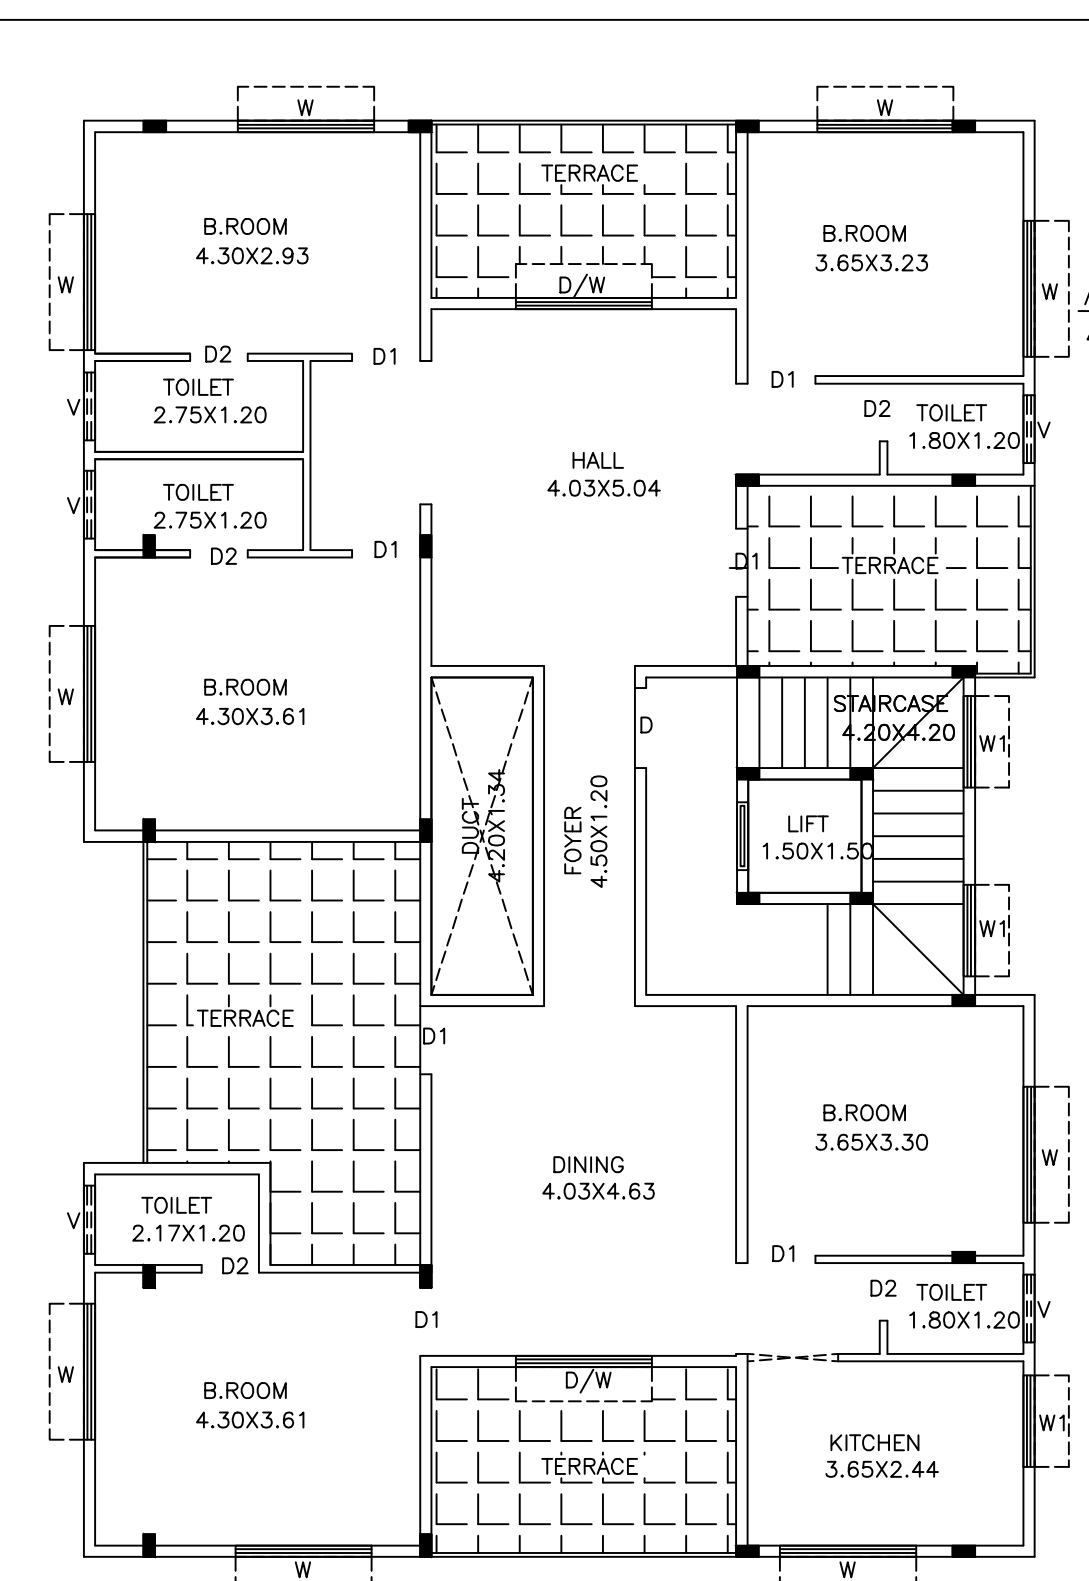 W
W
TERRACE
B.ROOM
4.30X2.93
B.ROOM
3.65X3.23
W
D/W
W
D2
D1
D1
TOILET
2.75X1.20
V
D2
TOILET
1.80X1.20
V
HALL
4.03X5.04
TOILET
2.75X1.20
V
D2
D1
D1
TERRACE
B.ROOM
4.30X3.61
W
STAIRCASE
4.20X4.20
D
W1
DUCT
4.20X1.34
FOYER
4.50X1.20
LIFT
1.50X1.50
W1
TERRACE
D1
B.ROOM
3.65X3.30
W
DINING
4.03X4.63
TOILET
2.17X1.20
V
D2
D1
D2
TOILET
1.80X1.20
V
D1
W
B.ROOM
4.30X3.61
D/W
W1
KITCHEN
3.65X2.44
TERRACE
W
W